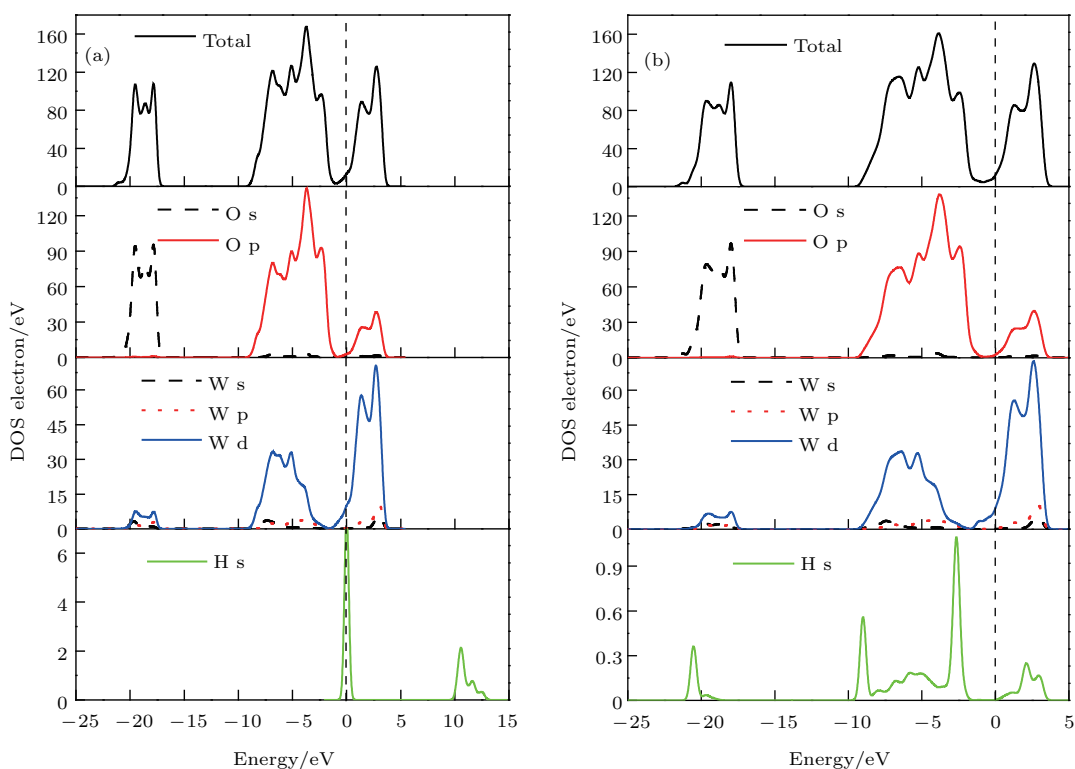 (a)
Total
160
120
80
40
0
O s
O p
120
90
60
30
0
W s
W p
W d
60
45
30
15
0
H s
6
4
2
0
−25 −20 −15 −10 −5 0 5 10 15
Energy/eV
DOS electron/eV
(b)
Total
160
120
80
40
0
O s
O p
120
90
60
30
0
W s
W p
W d
60
45
30
15
0
H s
0.9
0.6
0.3
0
−25 −20 −15 −10 −5 0 5
Energy/eV
DOS electron/eV